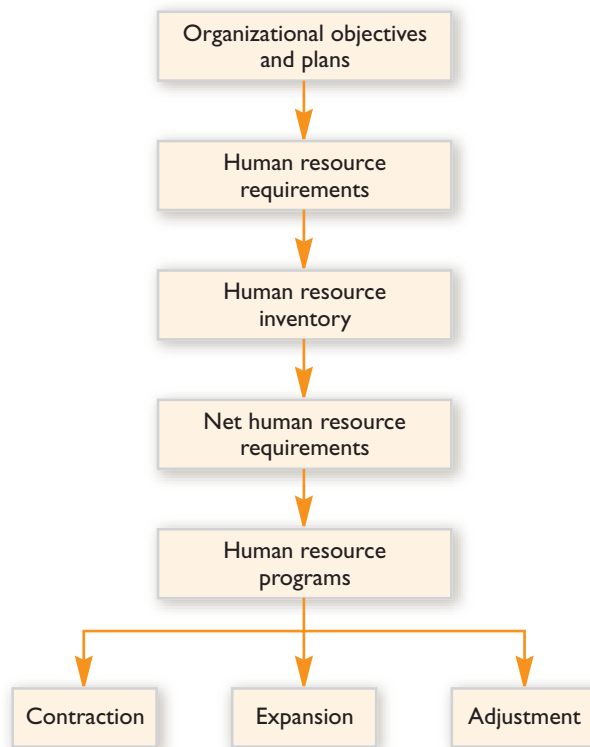 Organizational objectives
and plans
Human resource
requirements
Human resource
inventory
Net human resource
requirements
Human resource
programs
Contraction
Expansion
Adjustment